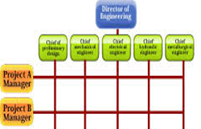 Director of
Engineering
Chief of
preliminary
design
Chief
mechanical
engineer
Chief
electrical
engineer
Chief
hydraulic
engineer
Chief
metallurgical
engineer
Project A
Manager
Project B
Manager